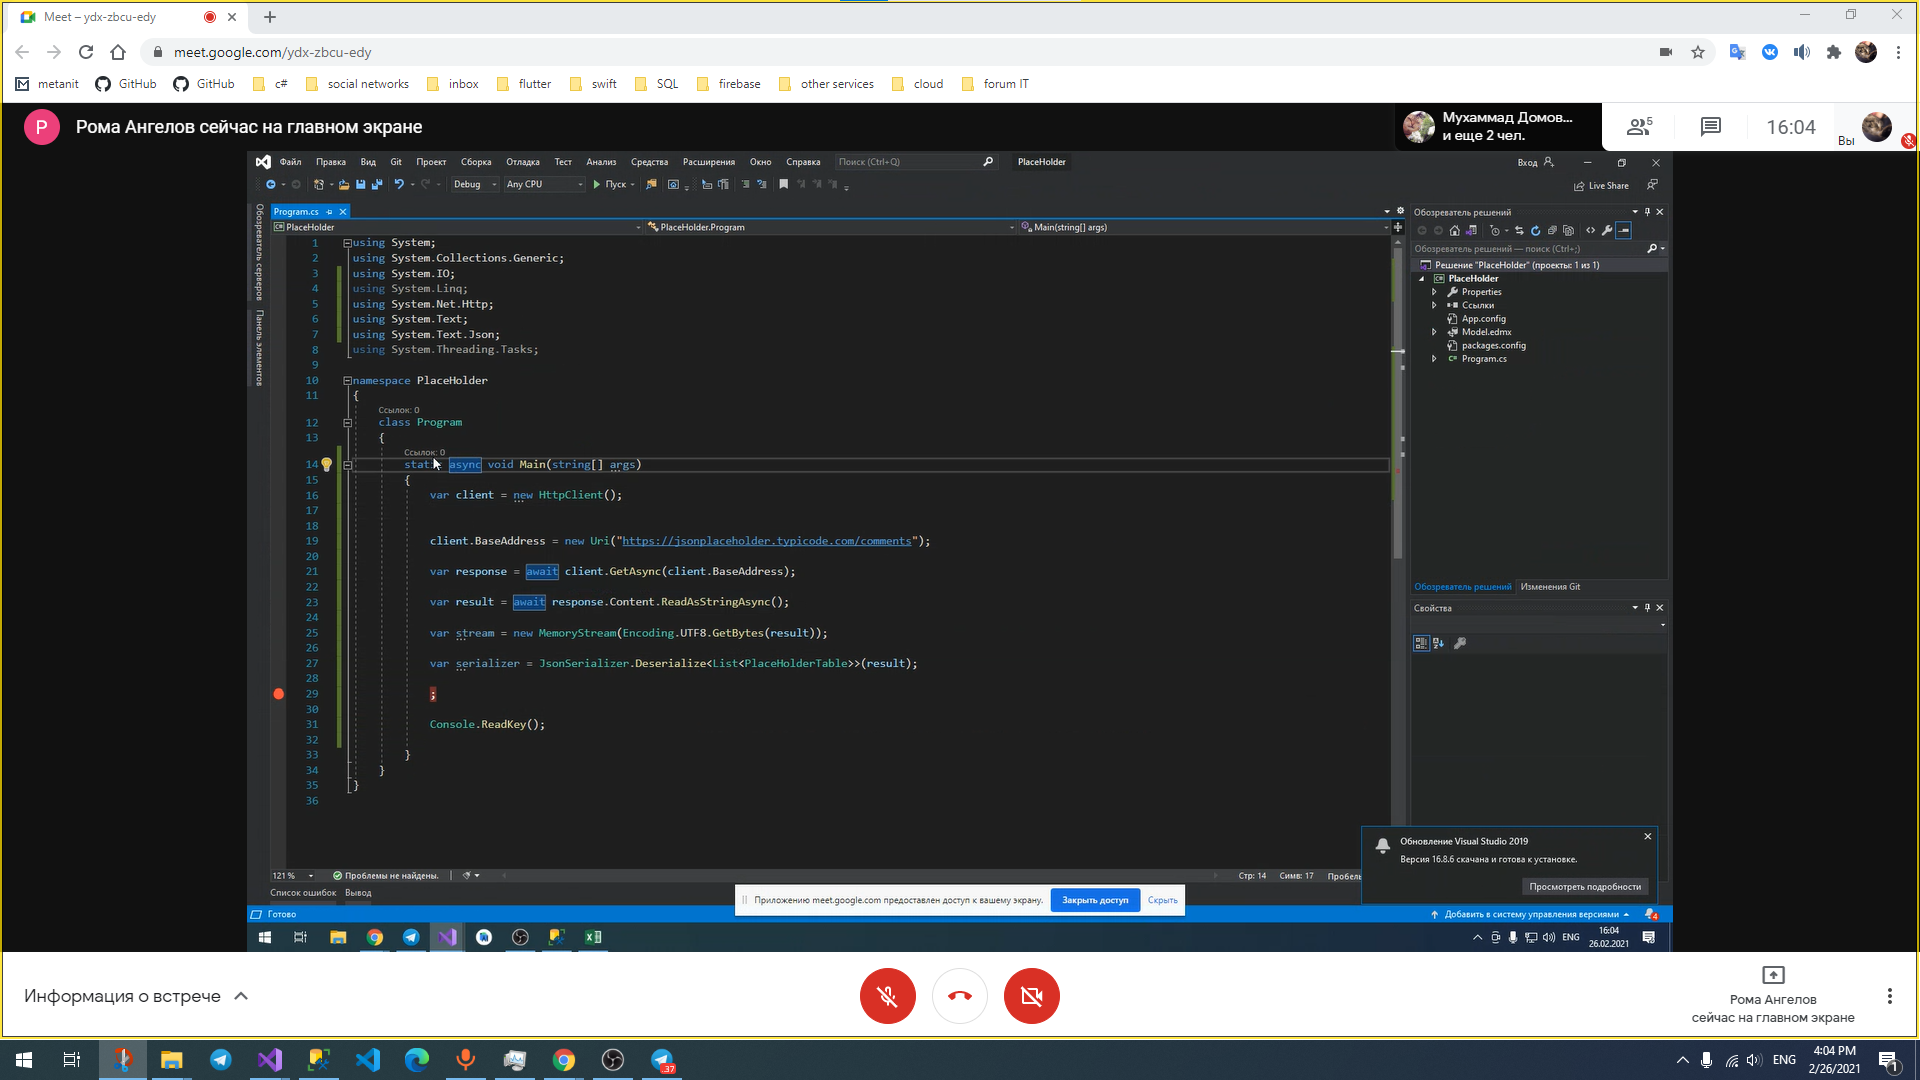 Meet – ydx-zbcu-edy
meet.google.com/ydx-zbcu-edy
metanit GitHub GitHub c# social networks inbox flutter swift SQL firebase other services cloud forum IT
Р Рома Ангелов сейчас на главном экране
Мухаммад Домов...
и еще 2 чел.
5
16:04
Вы
Файл Правка Вид Git Проект Сборка Отладка Тест Анализ Средства Расширения Окно Справка Поиск (Ctrl+Q) PlaceHolder Вход
Debug Any CPU Пуск Live Share
Обозреватель серверов
Панель элементов
Program.cs
PlaceHolder PlaceHolder.Program Main(string[] args)
1 using System;
2 using System.Collections.Generic;
3 using System.IO;
4 using System.Linq;
5 using System.Net.Http;
6 using System.Text;
7 using System.Text.Json;
8 using System.Threading.Tasks;
9
10 namespace PlaceHolder
11 {
Ссылок: 0
12 class Program
13 {
Ссылок: 0
14 static async void Main(string[] args)
15 {
16 var client = new HttpClient();
17
18
19 client.BaseAddress = new Uri("https://jsonplaceholder.typicode.com/comments");
20
21 var response = await client.GetAsync(client.BaseAddress);
22
23 var result = await response.Content.ReadAsStringAsync();
24
25 var stream = new MemoryStream(Encoding.UTF8.GetBytes(result));
26
27 var serializer = JsonSerializer.Deserialize<List<PlaceHolderTable>>(result);
28
29 ;
30
31 Console.ReadKey();
32
33 }
34 }
35 }
36
Обозреватель решений
Обозреватель решений — поиск (Ctrl+;)
Решение "PlaceHolder" (проекты: 1 из 1)
PlaceHolder
Properties
Ссылки
App.config
Model.edmx
packages.config
Program.cs
Обозреватель решений Изменения Git
Свойства
Обновление Visual Studio 2019
Версия 16.8.6 скачана и готова к установке.
Просмотреть подробности
121 % Проблемы не найдены. Стр: 14 Симв: 17
Список ошибок Вывод
Приложению meet.google.com предоставлен доступ к вашему экрану. Закрыть доступ Скрыть
Готово Добавить в систему управления версиями 4
ENG 16:04
26.02.2021
Информация о встрече
Рома Ангелов
сейчас на главном экране
37
ENG 4:04 PM
2/26/2021
1